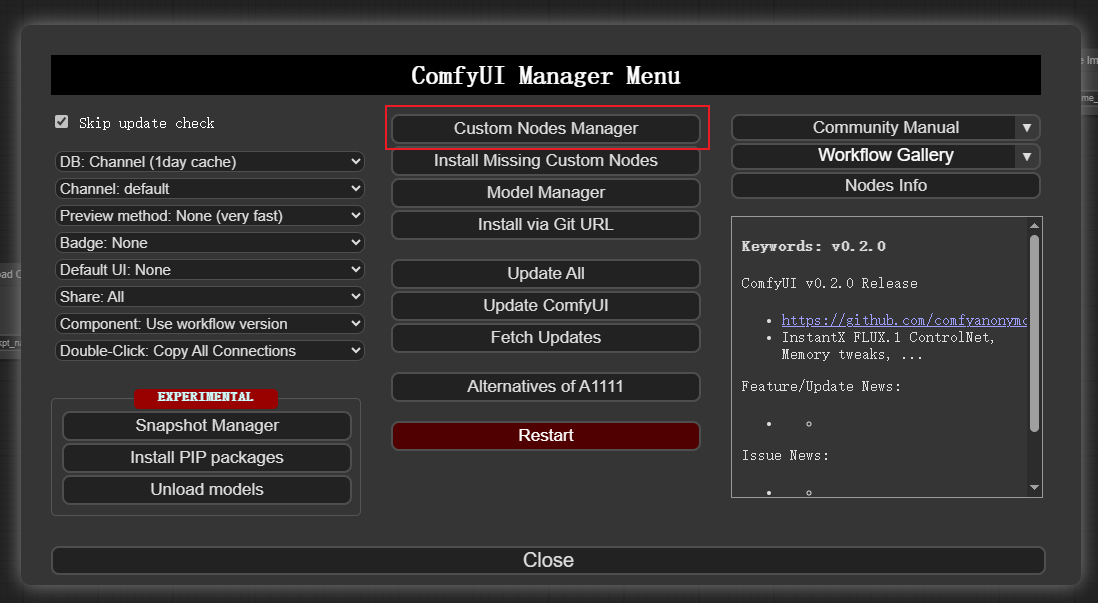 ComfyUI Manager Menu
Skip update check
DB: Channel (1day cache)
Channel: default
Preview method: None (very fast)
Badge: None
Default UI: None
Share: All
Component: Use workflow version
Double-Click: Copy All Connections
EXPERIMENTAL
Snapshot Manager
Install PIP packages
Unload models
Custom Nodes Manager
Install Missing Custom Nodes
Model Manager
Install via Git URL
Update All
Update ComfyUI
Fetch Updates
Alternatives of A1111
Restart
Community Manual
Workflow Gallery
Nodes Info
Keywords: v0.2.0
ComfyUI v0.2.0 Release
https://github.com/comfyanonymo
InstantX FLUX.1 ControlNet,
Memory tweaks, ...
Feature/Update News:
Issue News:
Close